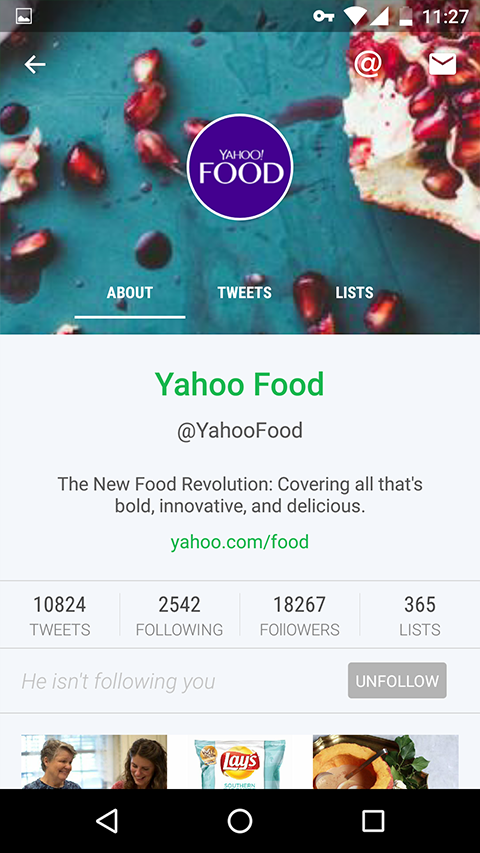 11:27
@
YAHOO!
FOOD
ABOUT TWEETS LISTS
Yahoo Food
@YahooFood
The New Food Revolution: Covering all that's
bold, innovative, and delicious.
yahoo.com/food
10824 2542 18267 365
TWEETS FOLLOWING FOllOWERS LISTS
He isn't following you UNFOLLOW
Lay's
SOUTHERN